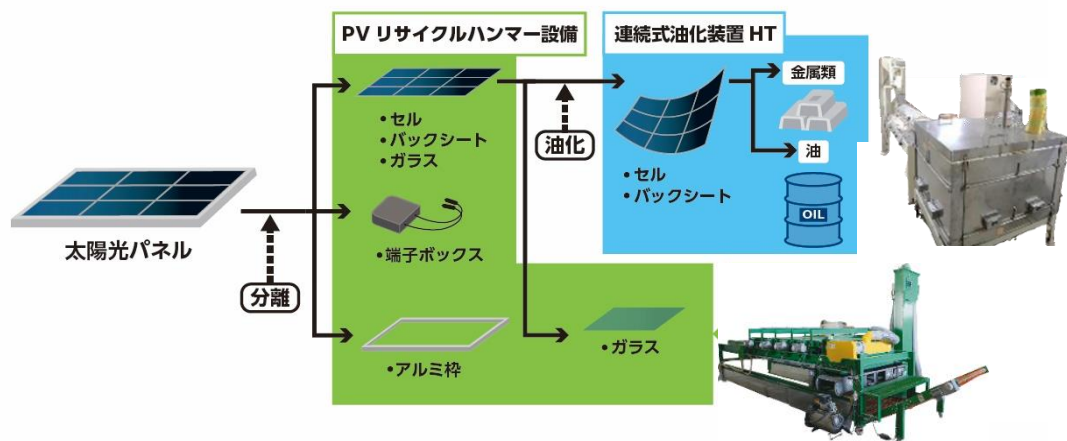 PV リサイクルハンマー設備
連続式油化装置 HT
•セル
•バックシート
•ガラス
油化
•セル
•バックシート
金属類
油
OIL
太陽光パネル
分離
•端子ボックス
•アルミ枠
•ガラス